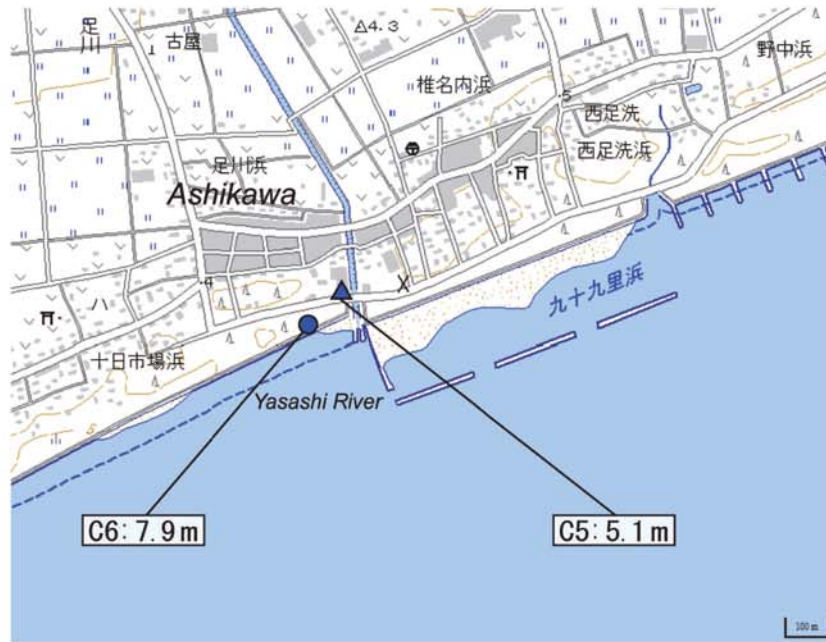 足川
古屋
△4.3
野中浜
椎名内浜
5
西足洗
足川浜
西足洗浜
Ashikawa
九十九里浜
4
ハ
十日市場浜
Yasashi River
5
C6: 7.9m
C5: 5.1m
100 m